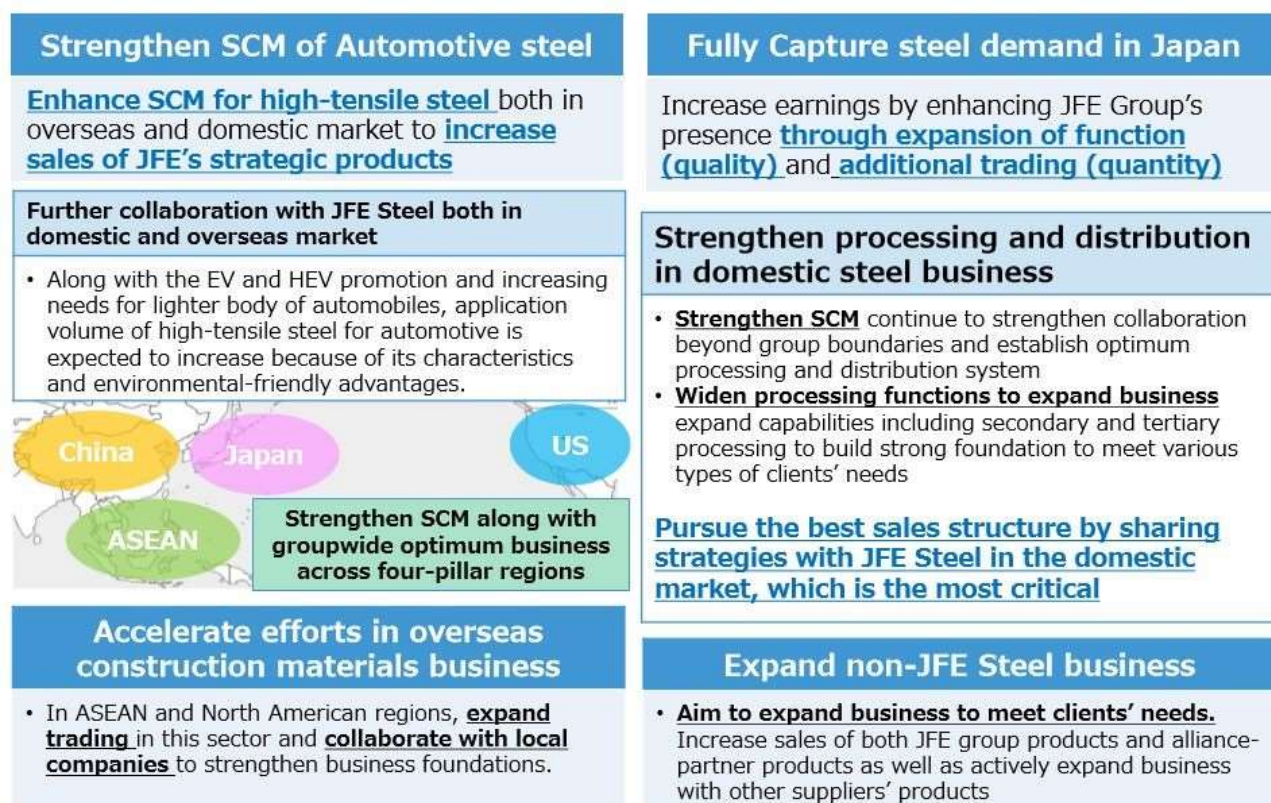 Strengthen SCM of Automotive steel
Enhance SCM for high-tensile steel both in
overseas and domestic market to increase
sales of JFE's strategic products
Further collaboration with JFE Steel both in
domestic and overseas market
• Along with the EV and HEV promotion and increasing
needs for lighter body of automobiles, application
volume of high-tensile steel for automotive is
expected to increase because of its characteristics
and environmental-friendly advantages.
China
Japan
US
ASEAN
Strengthen SCM along with
groupwide optimum business
across four-pillar regions
Accelerate efforts in overseas
construction materials business
• In ASEAN and North American regions, expand
trading in this sector and collaborate with local
companies to strengthen business foundations.
Fully Capture steel demand in Japan
Increase earnings by enhancing JFE Group's
presence through expansion of function
(quality) and additional trading (quantity)
Strengthen processing and distribution
in domestic steel business
• Strengthen SCM continue to strengthen collaboration
beyond group boundaries and establish optimum
processing and distribution system
• Widen processing functions to expand business
expand capabilities including secondary and tertiary
processing to build strong foundation to meet various
types of clients' needs
Pursue the best sales structure by sharing
strategies with JFE Steel in the domestic
market, which is the most critical
Expand non-JFE Steel business
• Aim to expand business to meet clients' needs.
Increase sales of both JFE group products and alliance-
partner products as well as actively expand business
with other suppliers' products